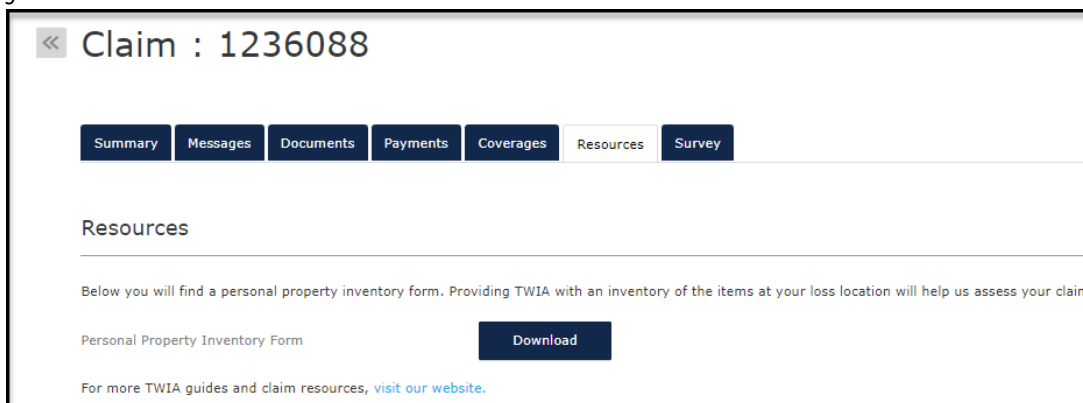 « Claim : 1236088
Summary Messages Documents Payments Coverages Resources Survey
Resources
Below you will find a personal property inventory form. Providing TWIA with an inventory of the items at your loss location will help us assess your
Personal Property Inventory Form Download
For more TWIA guides and claim resources, visit our website.